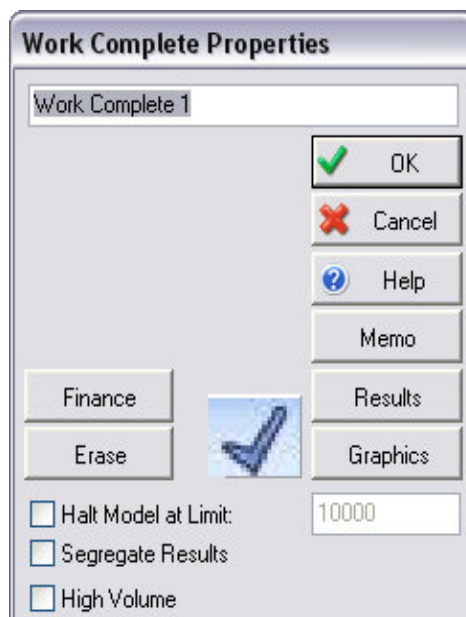 Work Complete Properties
Work Complete 1
OK
Cancel
Help
Memo
Finance
Results
Erase
Graphics
Halt Model at Limit:
10000
Segregate Results
High Volume